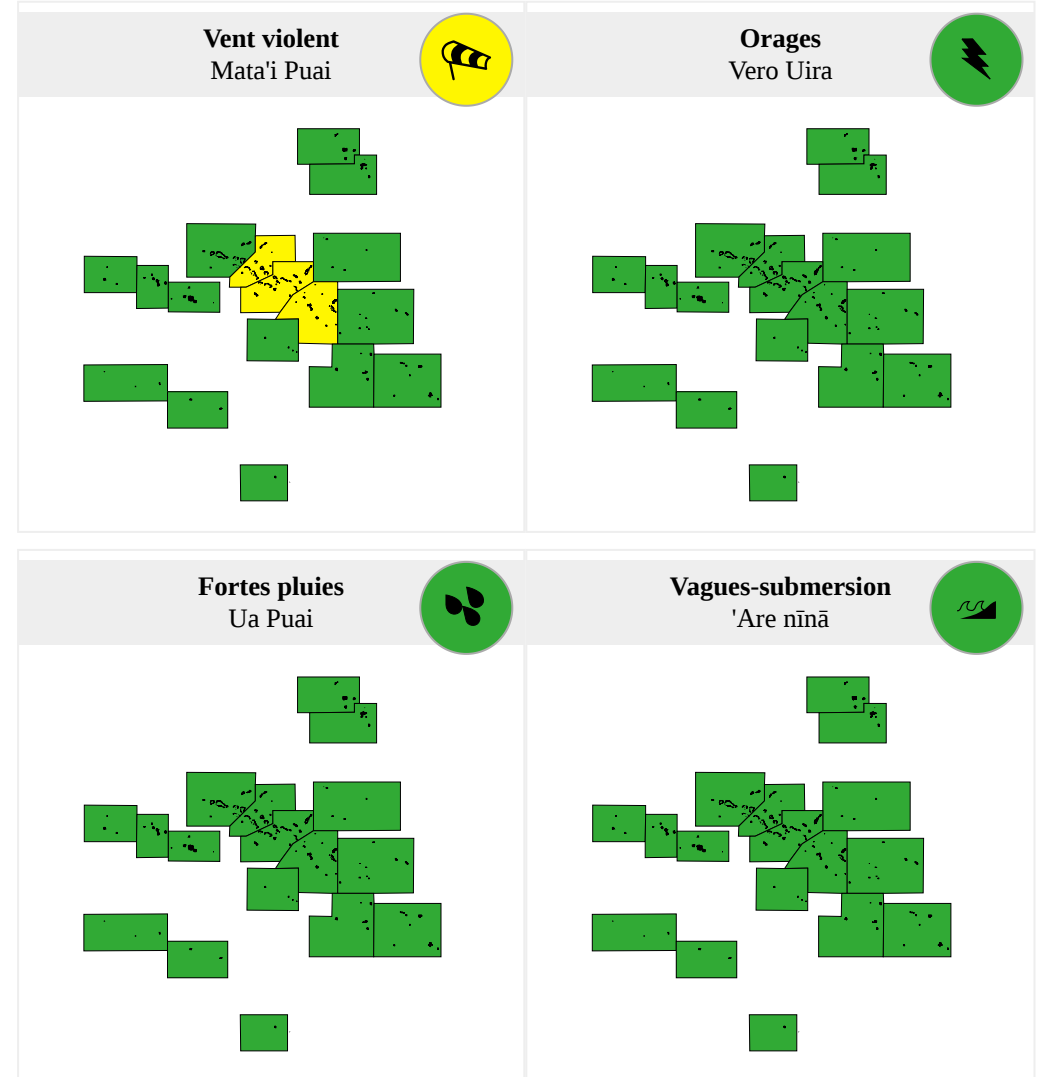 Vent violent
Mata'i Puai
Orages
Vero Uira
Fortes pluies
Ua Puai
Vagues-submersion
'Are nīnā